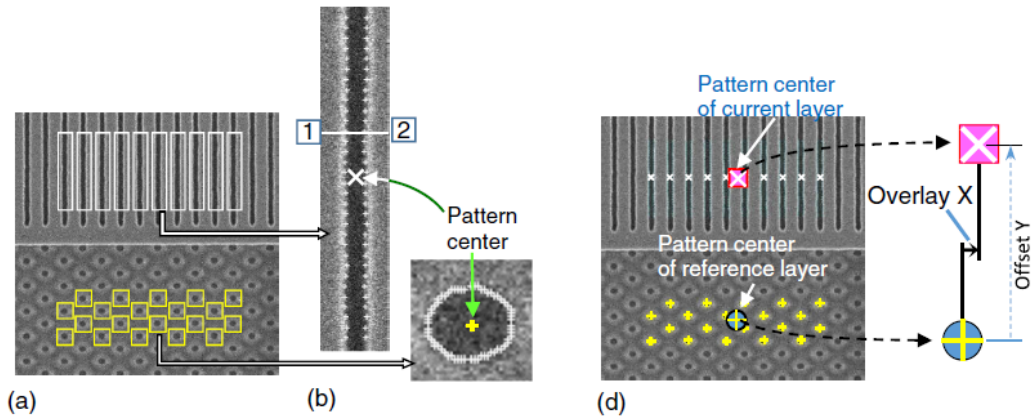 (a)
(b)
1
2
Pattern
center
(d)
Pattern center
of current layer
Pattern center
of reference layer
Overlay X
Offset Y